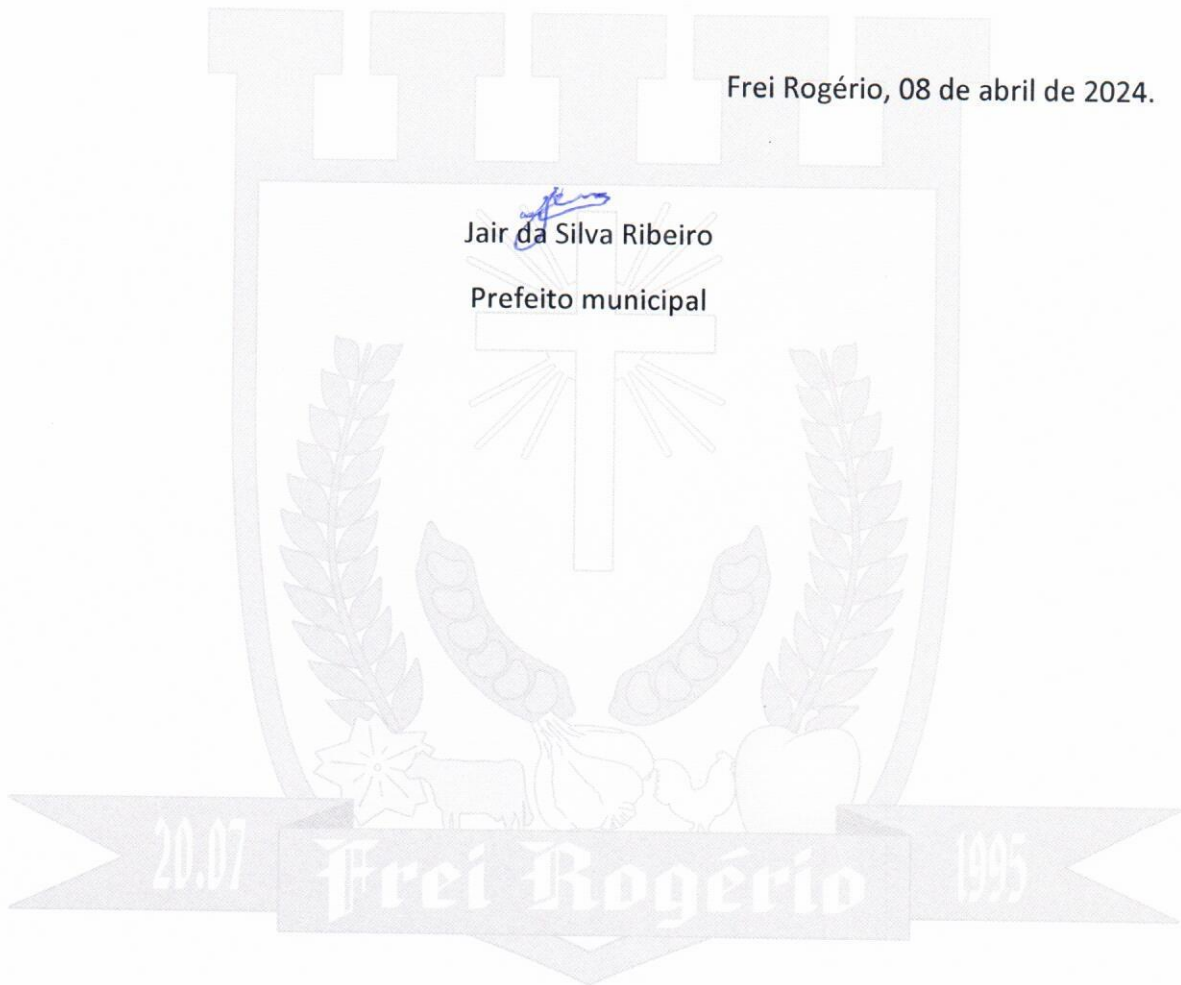 Frei Rogério, 08 de abril de 2024.
Jair da Silva Ribeiro
Prefeito municipal
20.07
Frei Rogério
1995